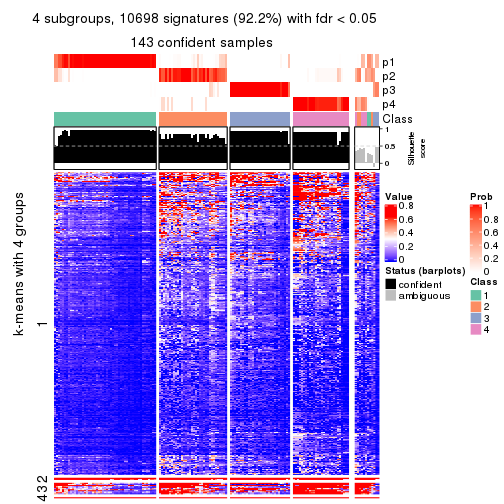 4 subgroups, 10698 signatures (92.2%) with fdr < 0.05
143 confident samples
p1
p2
p3
p4
Class
1
0.5
0
Silhouette
score
k-means with 4 groups
1
2
3
4
Value
0.8
0.6
0.4
0.2
0
Status (barplots)
confident
ambiguous
Prob
1
0.8
0.6
0.4
0.2
0
Class
1
2
3
4